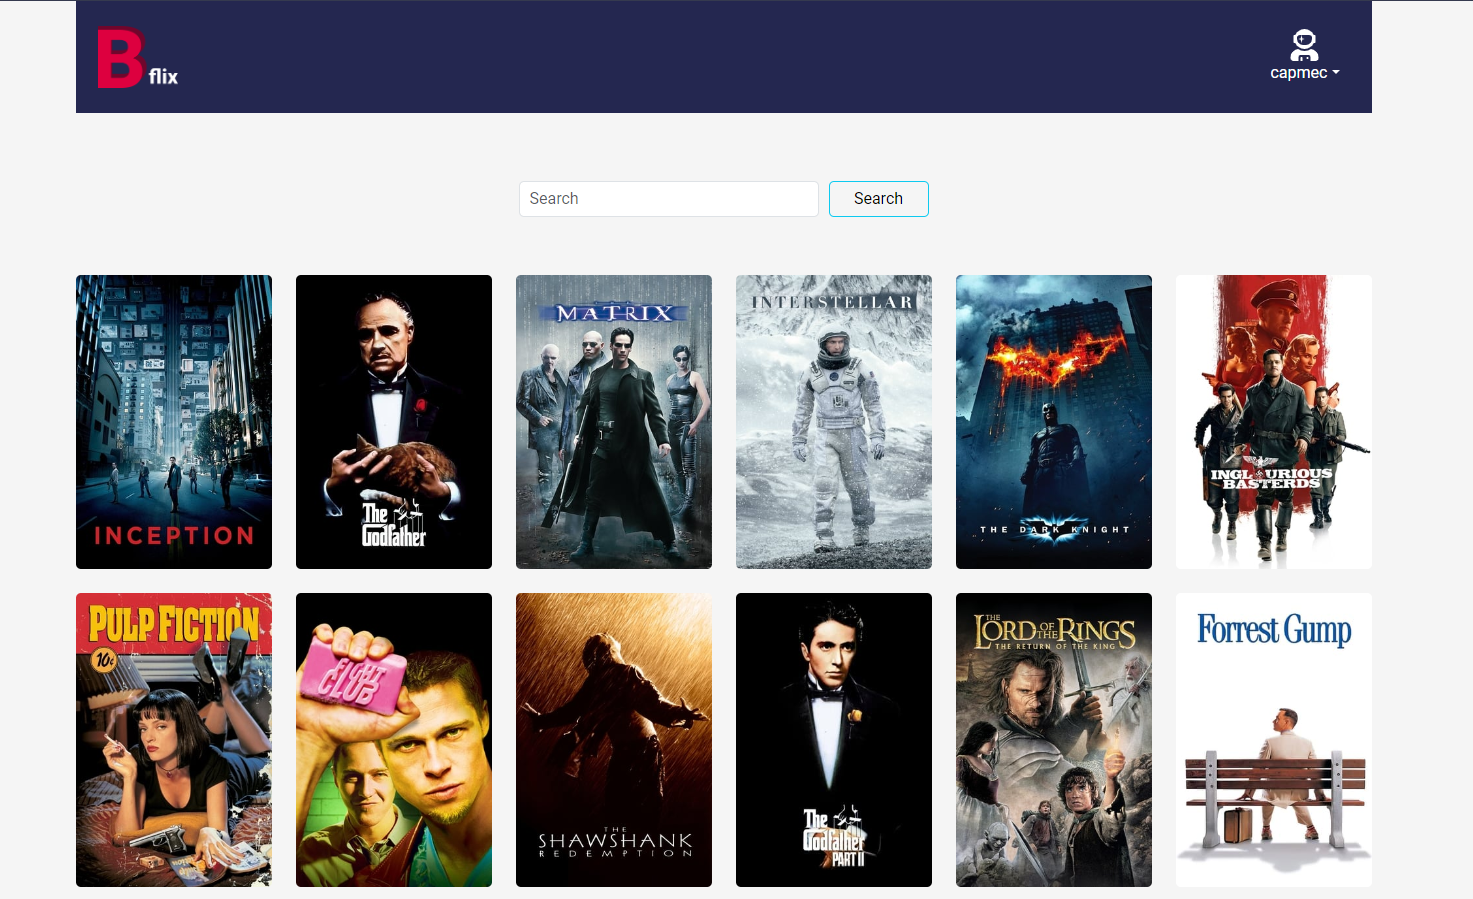 B flix
capmec
Search
Search
INCEPTION
The
Godfather
THE
MATRIX
INTERSTELLAR
THE DARK KNIGHT
INGLOURIOUS
BASTERDS
PULP FICTION
10¢
FIGHT
CLUB
THE
SHAWSHANK
REDEMPTION
The
Godfather
PART II
THE
LORD OF THE RINGS
THE RETURN OF THE KING
Forrest Gump